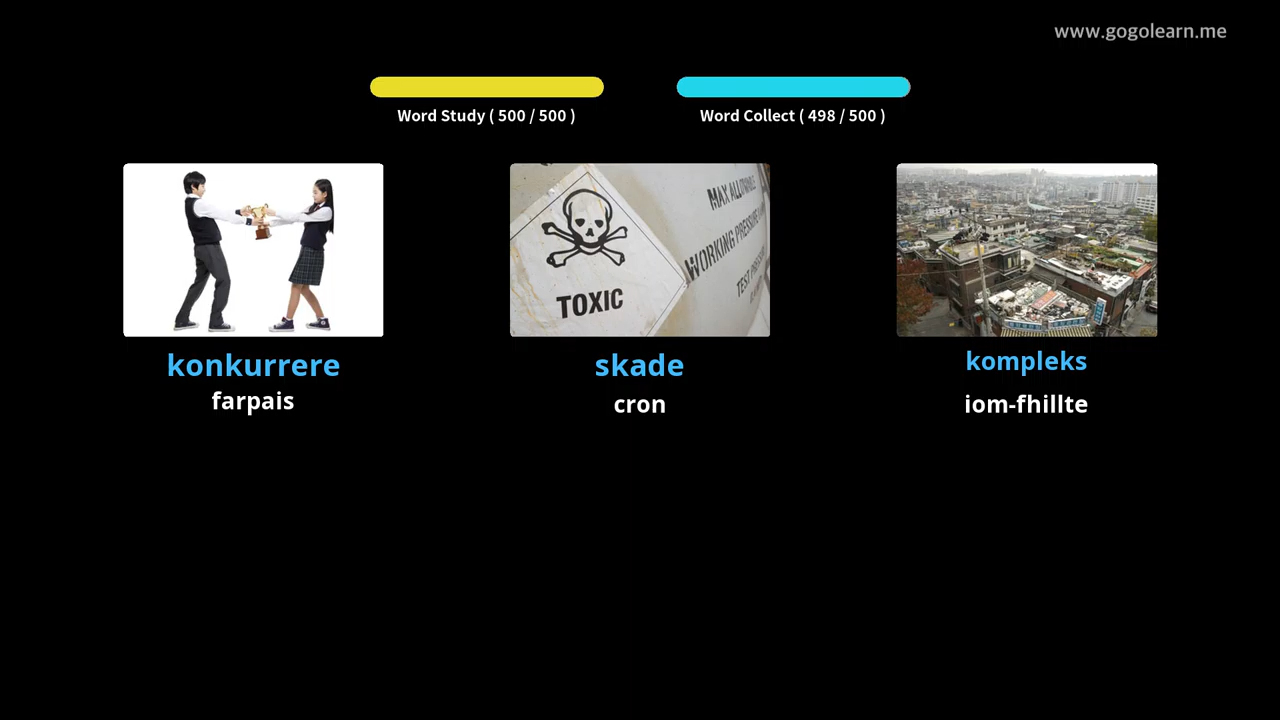 www.gogolearn.me
Word Study ( 500 / 500 )
Word Collect ( 498 / 500 )
TOXIC
MAX ALLOWABLE
WORKING PRESSURE
TEST
konkurrere
skade
kompleks
farpais
cron
iom-fhillte